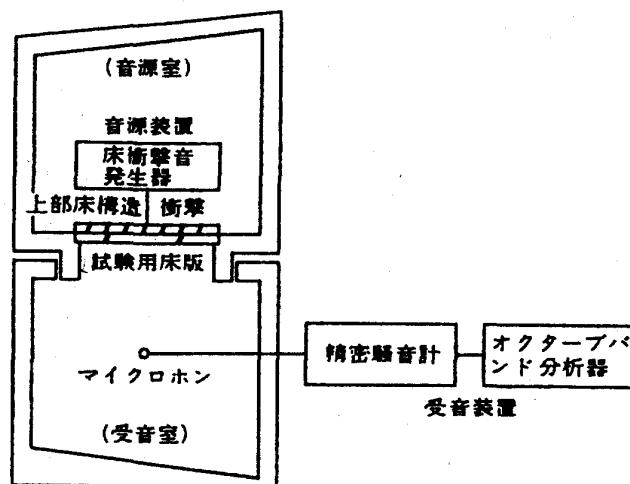 (音源室)
音源装置
床衝撃音
発生器
上部床構造
衝撃
試験用床版
マイクロホン
(受音室)
精密騒音計
オクターブバ
ンド分析器
受音装置